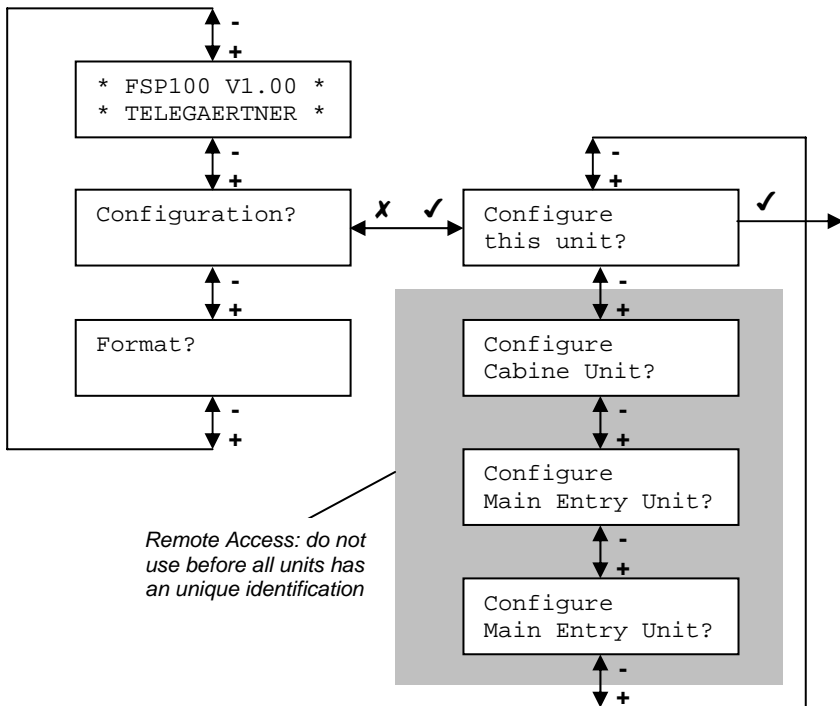 -
+
* FSP100 V1.00 *
* TELEGAERTNER *
-
+
Configuration?
✗ ✓
-
+
Format?
-
+
-
+
Configure
this unit?
✓
-
+
Configure
Cabine Unit?
-
+
Configure
Main Entry Unit?
-
+
Configure
Main Entry Unit?
-
+
Remote Access: do not
use before all units has
an unique identification